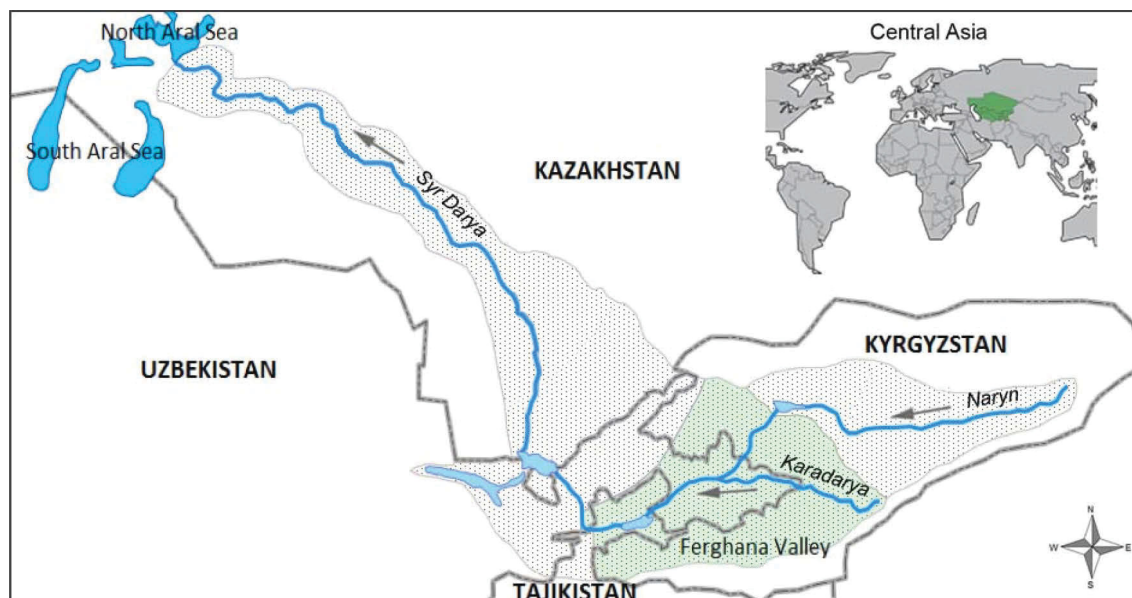 North Aral Sea
Central Asia
South Aral Sea
KAZAKHSTAN
Syr Darya
UZBEKISTAN
KYRGYZSTAN
Naryn
Karadarya
Ferghana Valley
TAJIKISTAN
N
W E
S